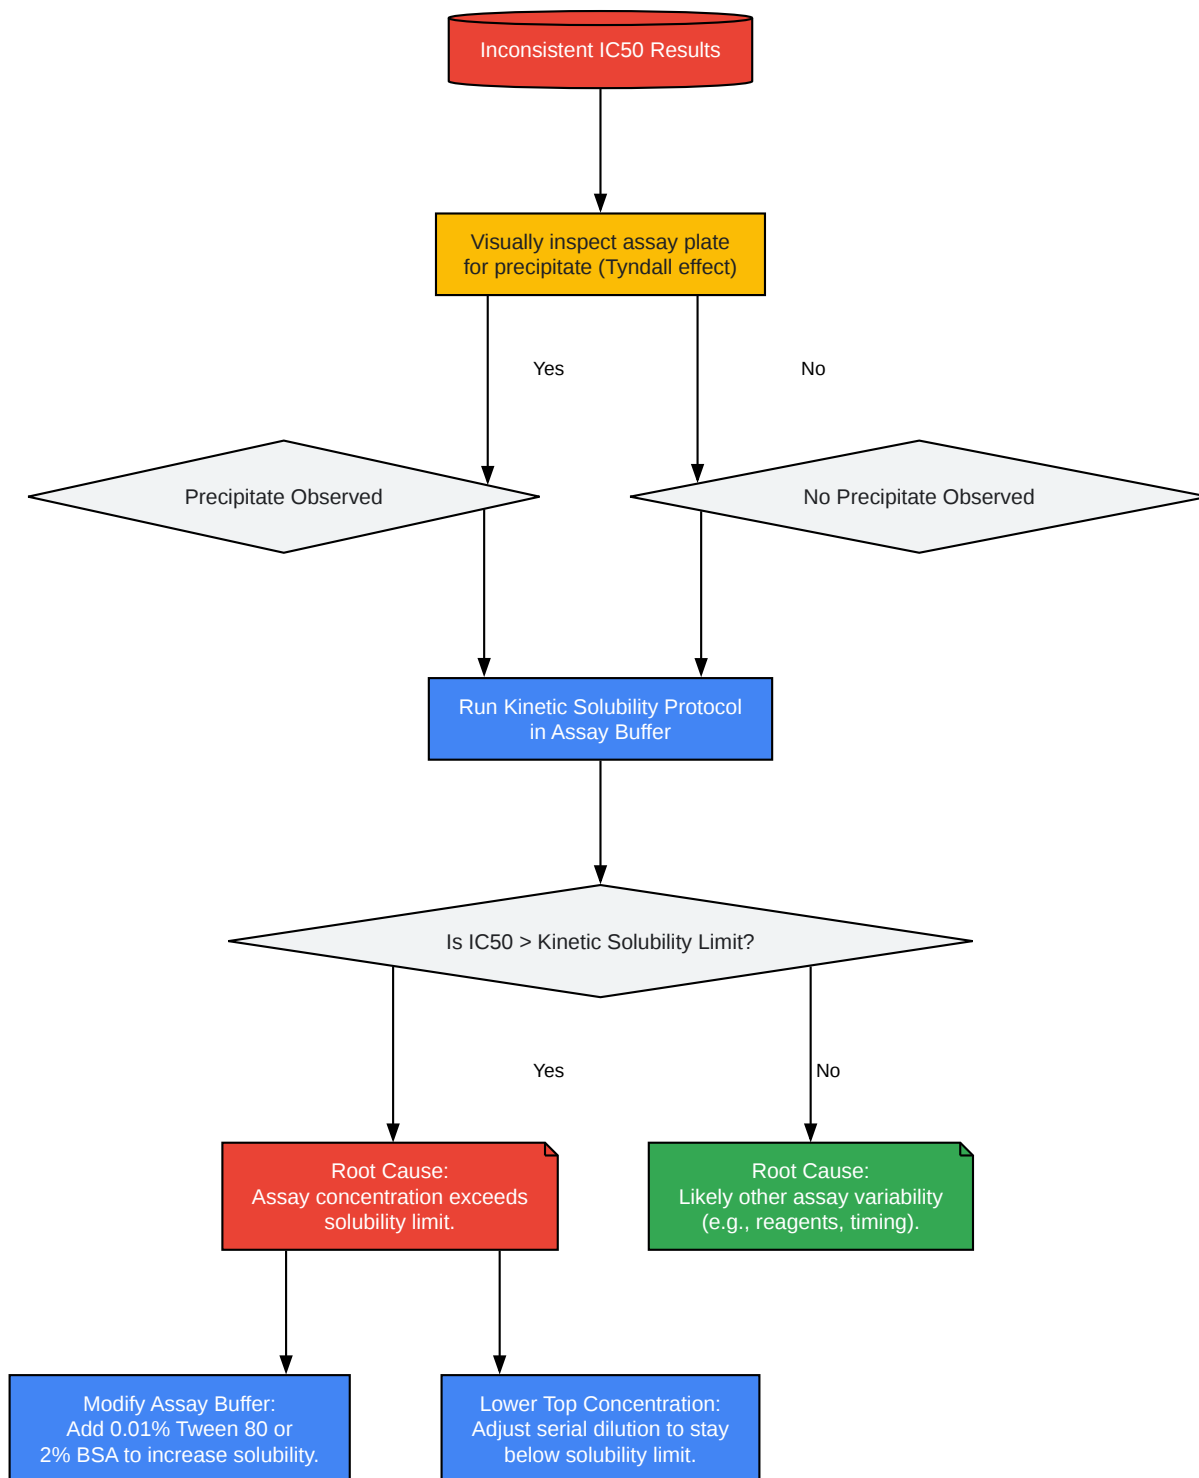 Inconsistent IC50 Results
Visually inspect assay plate
for precipitate (Tyndall effect)
Yes
No
Precipitate Observed
No Precipitate Observed
Run Kinetic Solubility Protocol
in Assay Buffer
Is IC50 > Kinetic Solubility Limit?
Yes
No
Root Cause:
Assay concentration exceeds
solubility limit.
Root Cause:
Likely other assay variability
(e.g., reagents, timing).
Modify Assay Buffer:
Add 0.01% Tween 80 or
2% BSA to increase solubility.
Lower Top Concentration:
Adjust serial dilution to stay
below solubility limit.